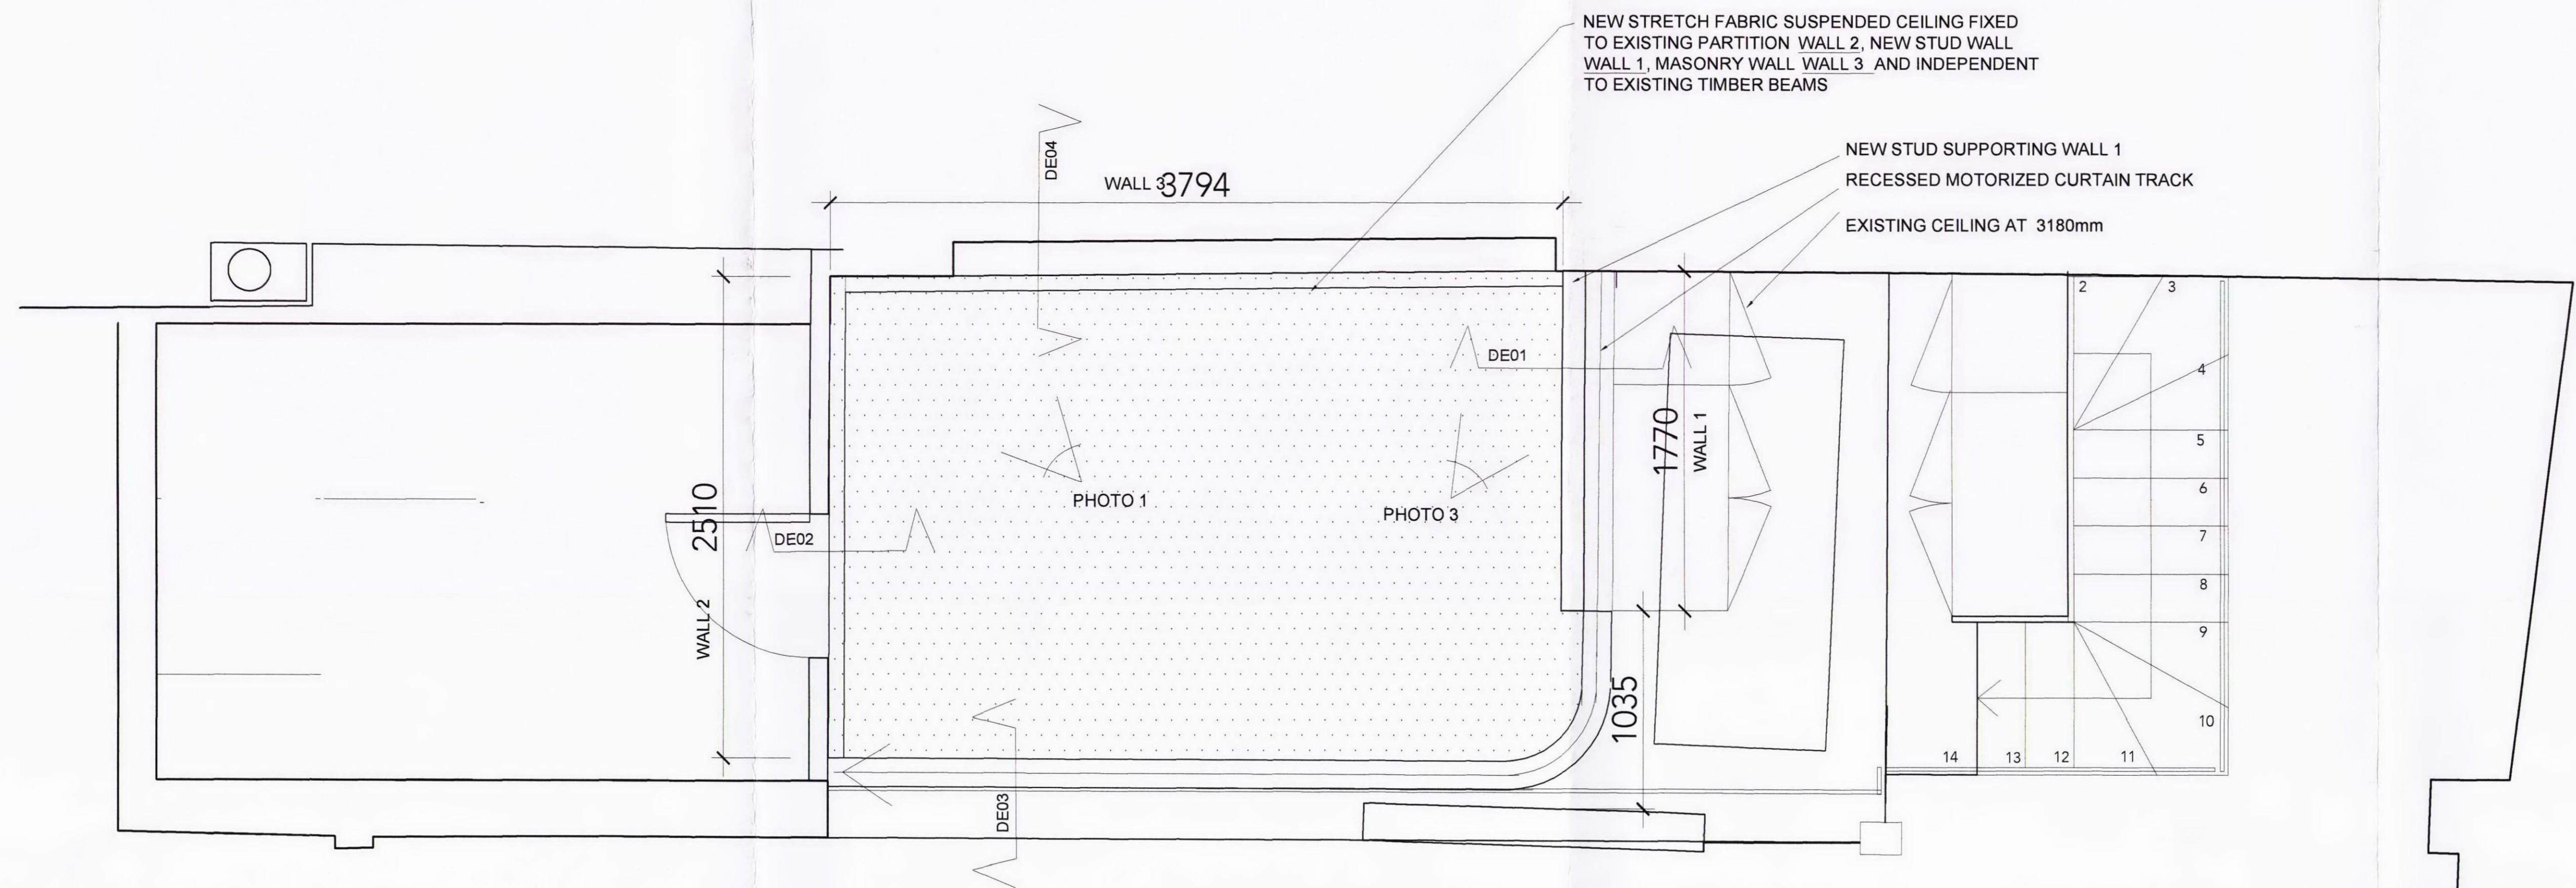 NEW STRETCH FABRIC SUSPENDED CEILING FIXED
TO EXISTING PARTITION WALL 2, NEW STUD WALL
WALL 1, MASONRY WALL WALL 3 AND INDEPENDENT
TO EXISTING TIMBER BEAMS
NEW STUD SUPPORTING WALL 1
RECESSED MOTORIZED CURTAIN TRACK
EXISTING CEILING AT 3180mm
DE04
WALL 3
3794
DE01
1770
WALL 1
PHOTO 1
PHOTO 3
2510
DE02
WALL 2
1035
DE03
2
3
4
5
6
7
8
9
10
11
12
13
14